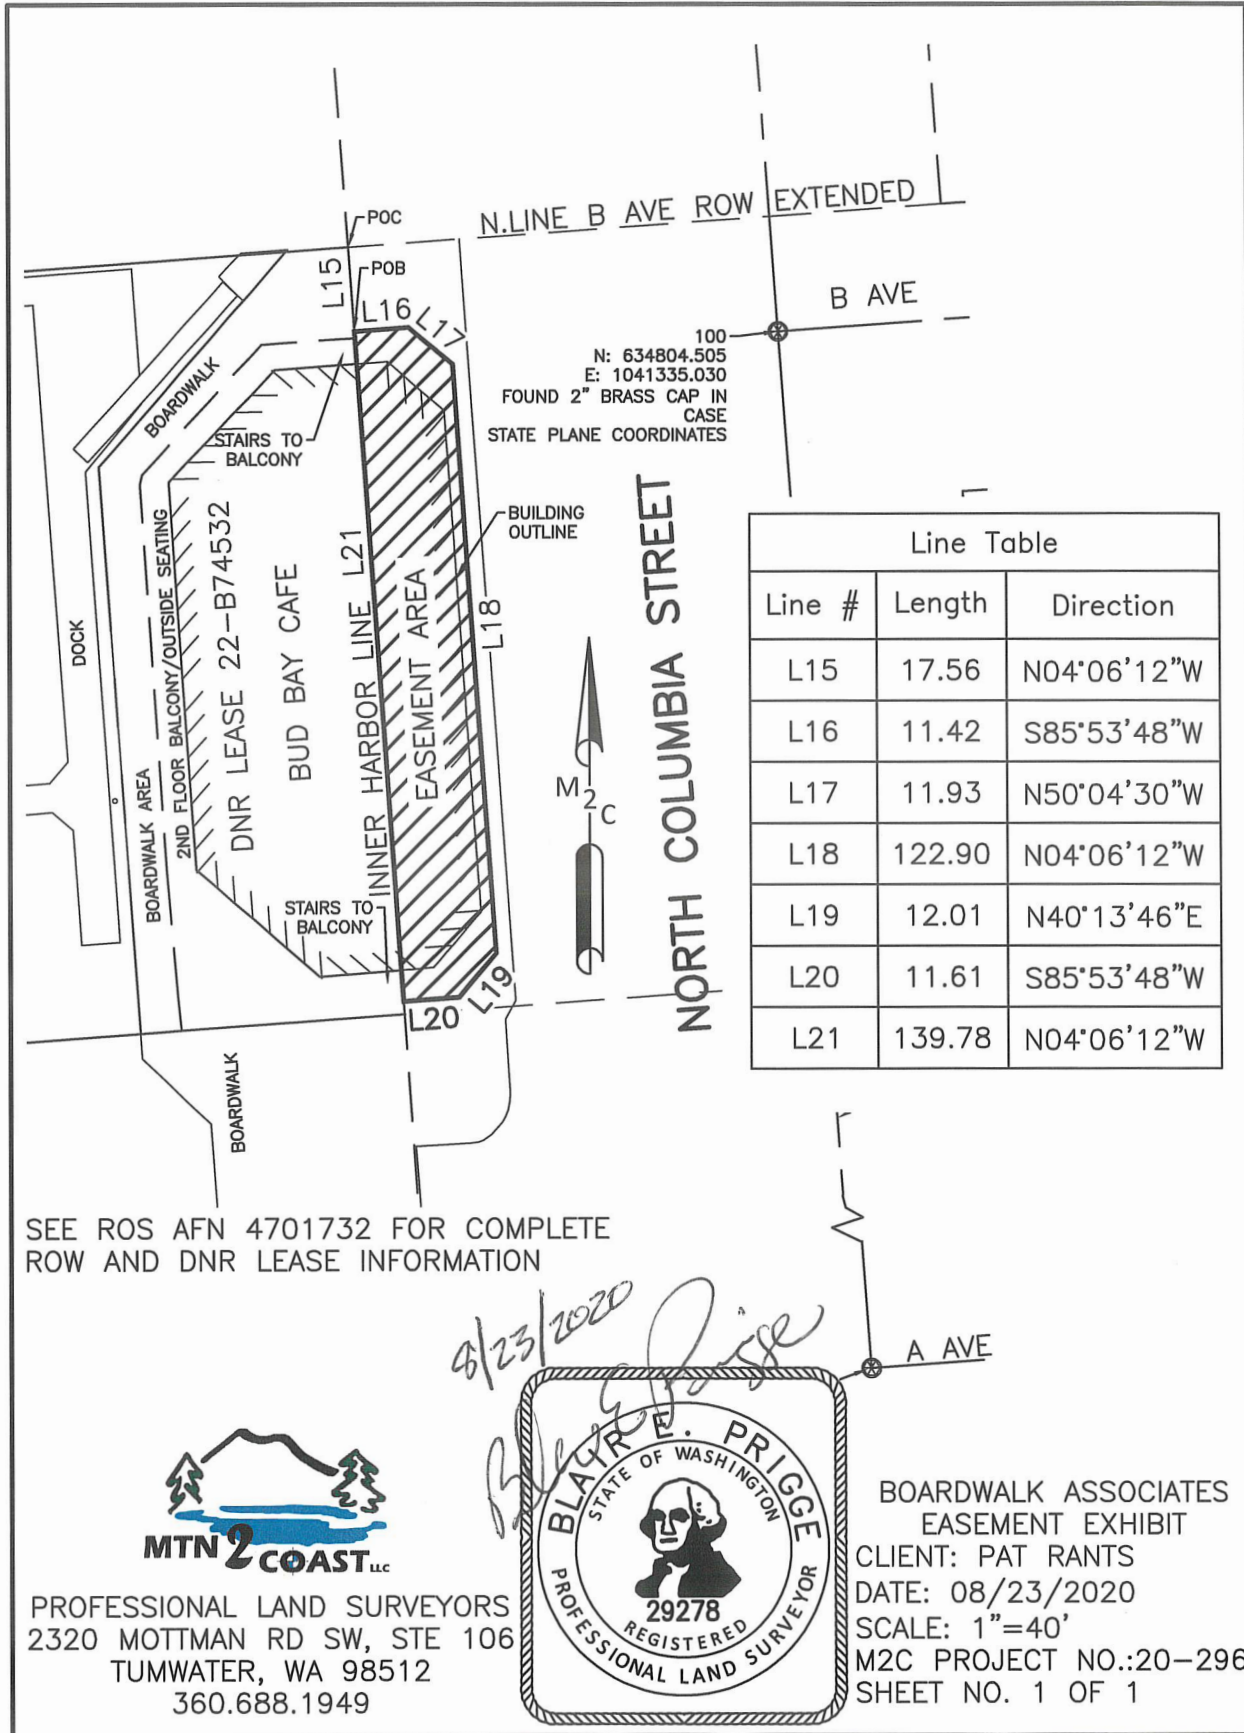 N.LINE B AVE ROW EXTENDED
POC
L15
POB
L16
L17
B AVE
100
N: 634804.505
E: 1041335.030
FOUND 2" BRASS CAP IN
CASE
STATE PLANE COORDINATES
BOARDWALK
STAIRS TO
BALCONY
BUILDING
OUTLINE
DOCK
BOARDWALK AREA
2ND FLOOR BALCONY/OUTSIDE SEATING
DNR LEASE 22-B74532
BUD BAY CAFE
INNER HARBOR LINE L21
EASEMENT AREA
L18
M2C
NORTH COLUMBIA STREET
STAIRS TO
BALCONY
L19
L20
BOARDWALK
Line Table
Line # Length Direction
L15 17.56 N04°06'12"W
L16 11.42 S85°53'48"W
L17 11.93 N50°04'30"W
L18 122.90 N04°06'12"W
L19 12.01 N40°13'46"E
L20 11.61 S85°53'48"W
L21 139.78 N04°06'12"W
SEE ROS AFN 4701732 FOR COMPLETE
ROW AND DNR LEASE INFORMATION
A AVE
8/23/2020
Blair E Prigge
BLAIR E. PRIGGE
STATE OF WASHINGTON
29278
REGISTERED
PROFESSIONAL LAND SURVEYOR
MTN 2 COAST LLC
PROFESSIONAL LAND SURVEYORS
2320 MOTTMAN RD SW, STE 106
TUMWATER, WA 98512
360.688.1949
BOARDWALK ASSOCIATES
EASEMENT EXHIBIT
CLIENT: PAT RANTS
DATE: 08/23/2020
SCALE: 1"=40'
M2C PROJECT NO.:20-296
SHEET NO. 1 OF 1